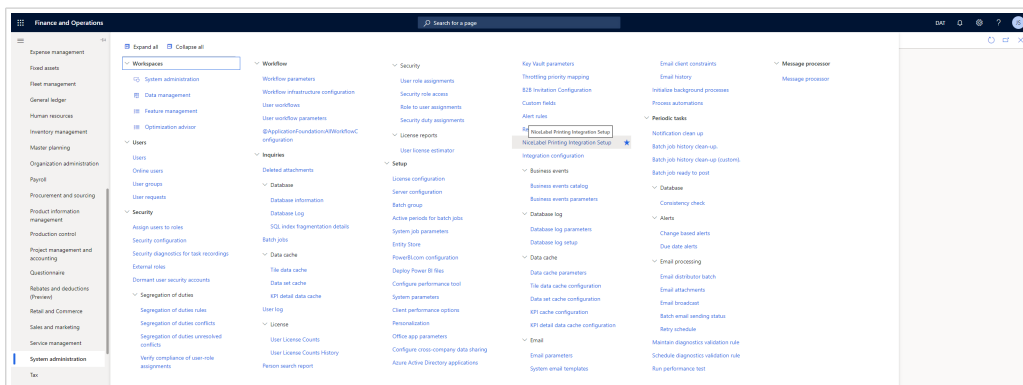 Finance and Operations
Search for a page
DAT
?
JS
Expense management
Fixed assets
Fleet management
General ledger
Human resources
Inventory management
Master planning
Organization administration
Payroll
Procurement and sourcing
Product information
management
Production control
Project management and
accounting
Questionnaire
Rebates and deductions
(Preview)
Retail and Commerce
Sales and marketing
Service management
System administration
Tax
Expand all
Collapse all
Workspaces
System administration
Data management
Feature management
Optimization advisor
Users
Users
Online users
User groups
User requests
Security
Assign users to roles
Security configuration
Security diagnostics for task recordings
External roles
Dormant user security accounts
Segregation of duties
Segregation of duties rules
Segregation of duties conflicts
Segregation of duties unresolved
conflicts
Verify compliance of user-role
assignments
Workflow
Workflow parameters
Workflow infrastructure configuration
User workflows
User workflow parameters
@ApplicationFoundation:AllWorkflowC
onfiguration
Inquiries
Deleted attachments
Database
Database information
Database Log
SQL index fragmentation details
Batch jobs
Data cache
Tile data cache
Data set cache
KPI detail data cache
User log
License
User License Counts
User License Counts History
Person search report
Security
User role assignments
Security role access
Role to user assignments
Security duty assignments
License reports
User license estimator
Setup
License configuration
Server configuration
Batch group
Active periods for batch jobs
System job parameters
Entity Store
PowerBI.com configuration
Deploy Power BI files
Configure performance tool
System parameters
Client performance options
Personalization
Office app parameters
Configure cross-company data sharing
Azure Active Directory applications
Key Vault parameters
Throttling priority mapping
B2B Invitation Configuration
Custom fields
Alert rules
NiceLabel Printing Integration Setup
NiceLabel Printing Integration Setup
Integration configuration
Business events
Business events catalog
Business events parameters
Database log
Database log parameters
Database log setup
Data cache
Data cache parameters
Tile data cache configuration
Data set cache configuration
KPI cache configuration
KPI detail data cache configuration
Email
Email parameters
System email templates
Email client constraints
Email history
Initialize background processes
Process automations
Periodic tasks
Notification clean up
Batch job history clean-up
Batch job history clean-up (custom)
Batch job ready to post
Database
Consistency check
Alerts
Change based alerts
Due date alerts
Email processing
Email distributor batch
Email attachments
Email broadcast
Batch email sending status
Retry schedule
Maintain diagnostics validation rule
Schedule diagnostics validation rule
Run performance test
Message processor
Message processor